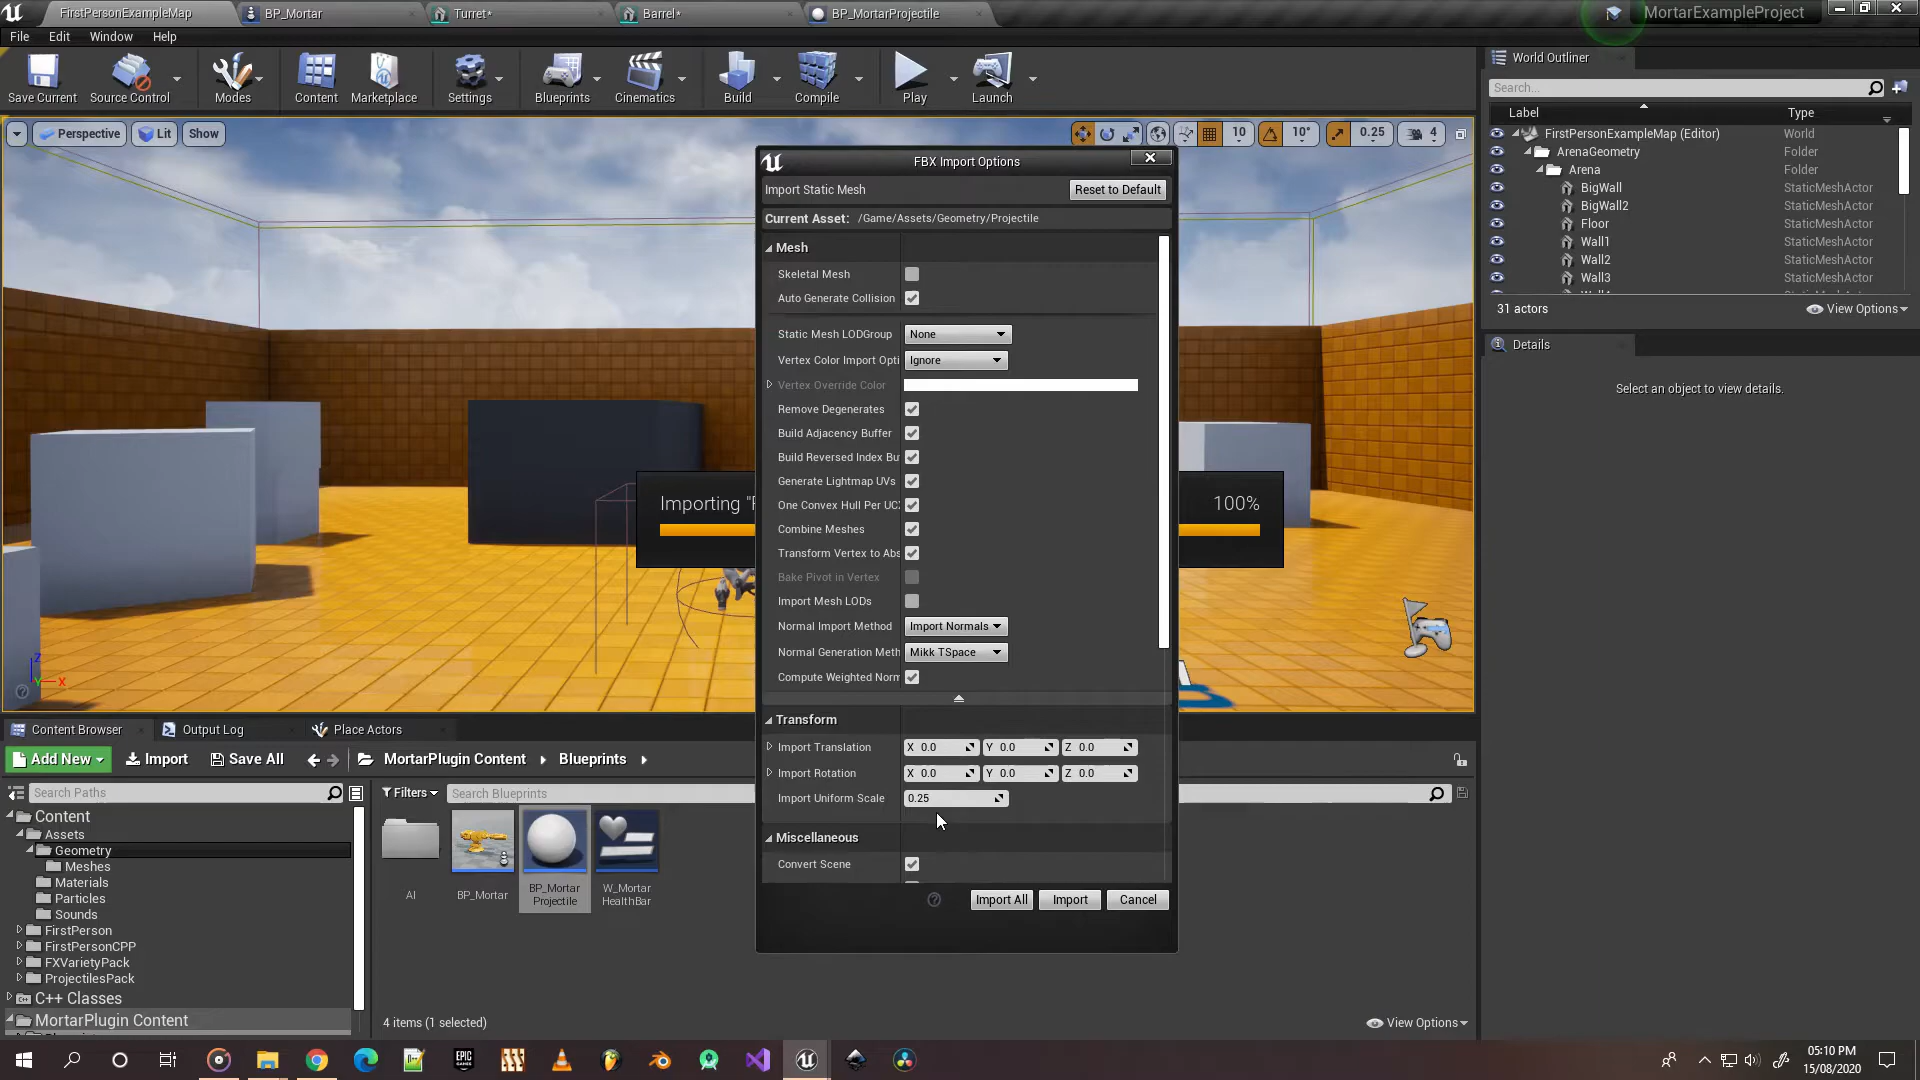 FirstPersonExampleMap
BP_Mortar
Turret*
Barrel*
BP_MortarProjectile
MortarExampleProject
File Edit Window Help
Save Current
Source Control
Modes
Content
Marketplace
Settings
Blueprints
Cinematics
Build
Compile
Play
Launch
Perspective Lit Show
10 10° 0.25 4
World Outliner
Search...
Label Type
FirstPersonExampleMap (Editor) World
ArenaGeometry Folder
Arena Folder
BigWall StaticMeshActor
BigWall2 StaticMeshActor
Floor StaticMeshActor
Wall1 StaticMeshActor
Wall2 StaticMeshActor
Wall3 StaticMeshActor
31 actors View Options
Details
Select an object to view details.
Importing "
100%
FBX Import Options
Import Static Mesh Reset to Default
Current Asset: /Game/Assets/Geometry/Projectile
Mesh
Skeletal Mesh
Auto Generate Collision
Static Mesh LODGroup None
Vertex Color Import Opti Ignore
Vertex Override Color
Remove Degenerates
Build Adjacency Buffer
Build Reversed Index Bu
Generate Lightmap UVs
One Convex Hull Per UC
Combine Meshes
Transform Vertex to Abs
Bake Pivot in Vertex
Import Mesh LODs
Normal Import Method Import Normals
Normal Generation Meth Mikk TSpace
Compute Weighted Norm
Transform
Import Translation X 0.0 Y 0.0 Z 0.0
Import Rotation X 0.0 Y 0.0 Z 0.0
Import Uniform Scale 0.25
Miscellaneous
Convert Scene
Import All Import Cancel
Content Browser
Output Log
Place Actors
Add New Import Save All MortarPlugin Content Blueprints
Search Paths
Filters Search Blueprints
Content
Assets
Geometry
Meshes
Materials
Particles
Sounds
FirstPerson
FirstPersonCPP
FXVarietyPack
ProjectilesPack
C++ Classes
MortarPlugin Content
AI
BP_Mortar
BP_Mortar
Projectile
W_Mortar
HealthBar
4 items (1 selected) View Options
EPIC
GAMES
05:10 PM
15/08/2020